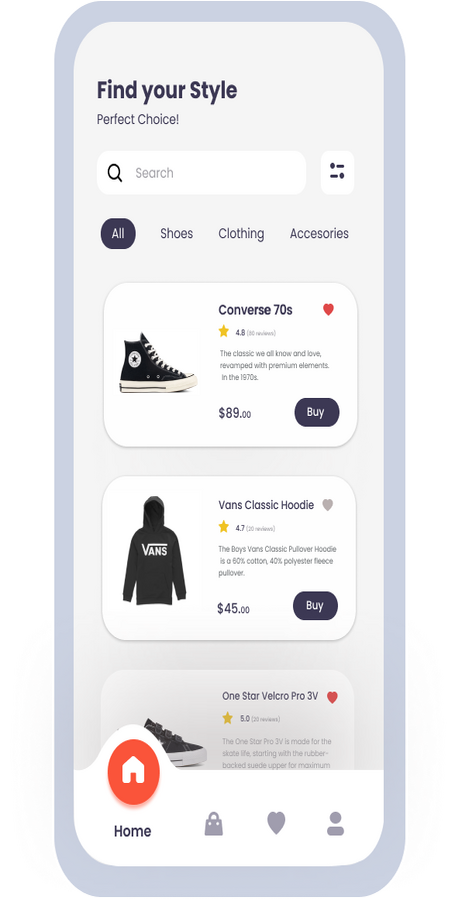 Find your Style
Perfect Choice!
Search
All Shoes Clothing Accesories
Converse 70s
4.8 (86 reviews)
The classic we all know and love,
revamped with premium elements.
In the 1970s.
$89.00 Buy
Vans Classic Hoodie
4.7 (20 reviews)
The Boys Vans Classic Pullover Hoodie
is a 60% cotton, 40% polyester fleece
pullover.
VANS
$45.00 Buy
One Star Velcro Pro 3V
5.0 (20 reviews)
The One Star Pro 3V is made for the
skate life, starting with the rubber-
backed suede upper for maximum
Home